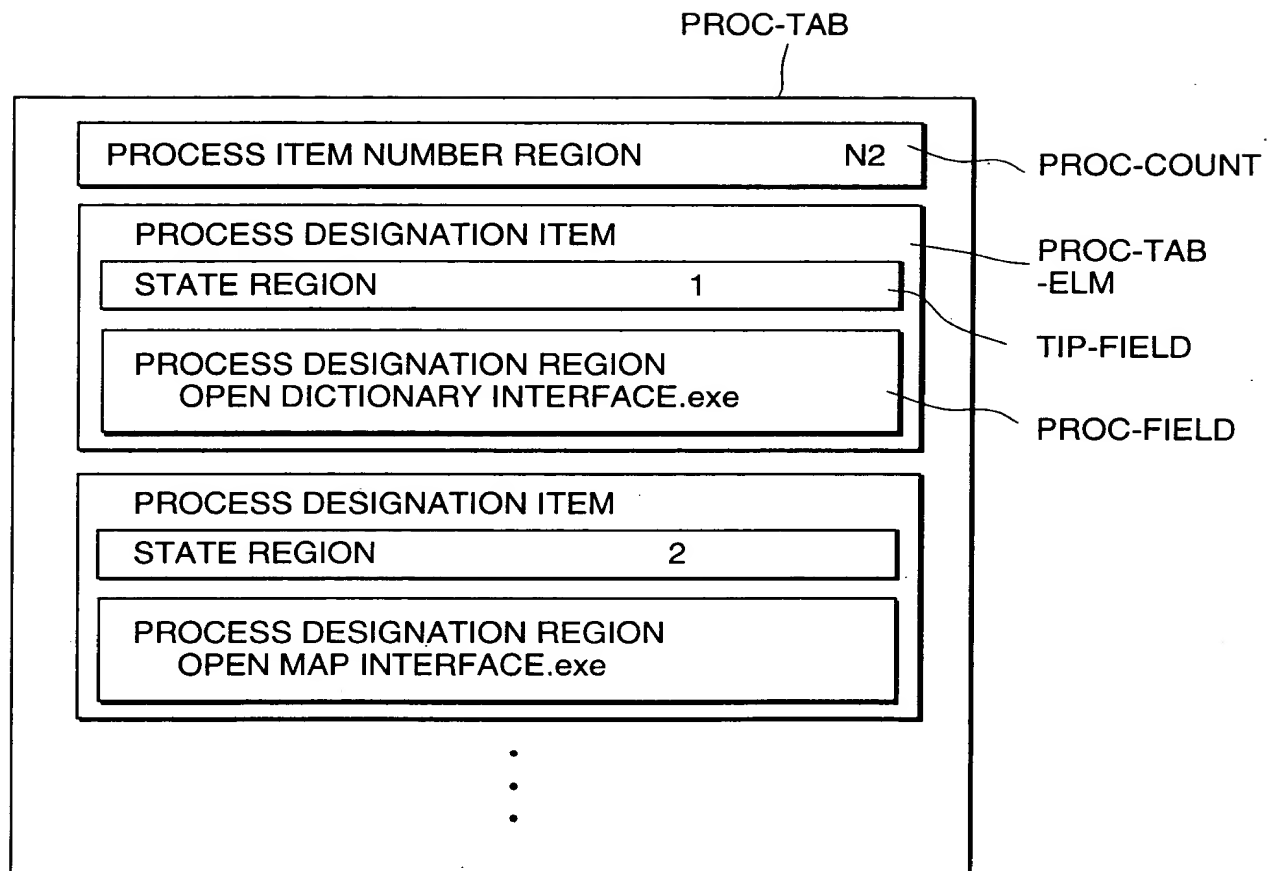 PROC-TAB
PROCESS ITEM NUMBER REGION N2
PROC-COUNT
PROCESS DESIGNATION ITEM
PROC-TAB
-ELM
STATE REGION 1
TIP-FIELD
PROCESS DESIGNATION REGION
OPEN DICTIONARY INTERFACE.exe
PROC-FIELD
PROCESS DESIGNATION ITEM
STATE REGION 2
PROCESS DESIGNATION REGION
OPEN MAP INTERFACE.exe